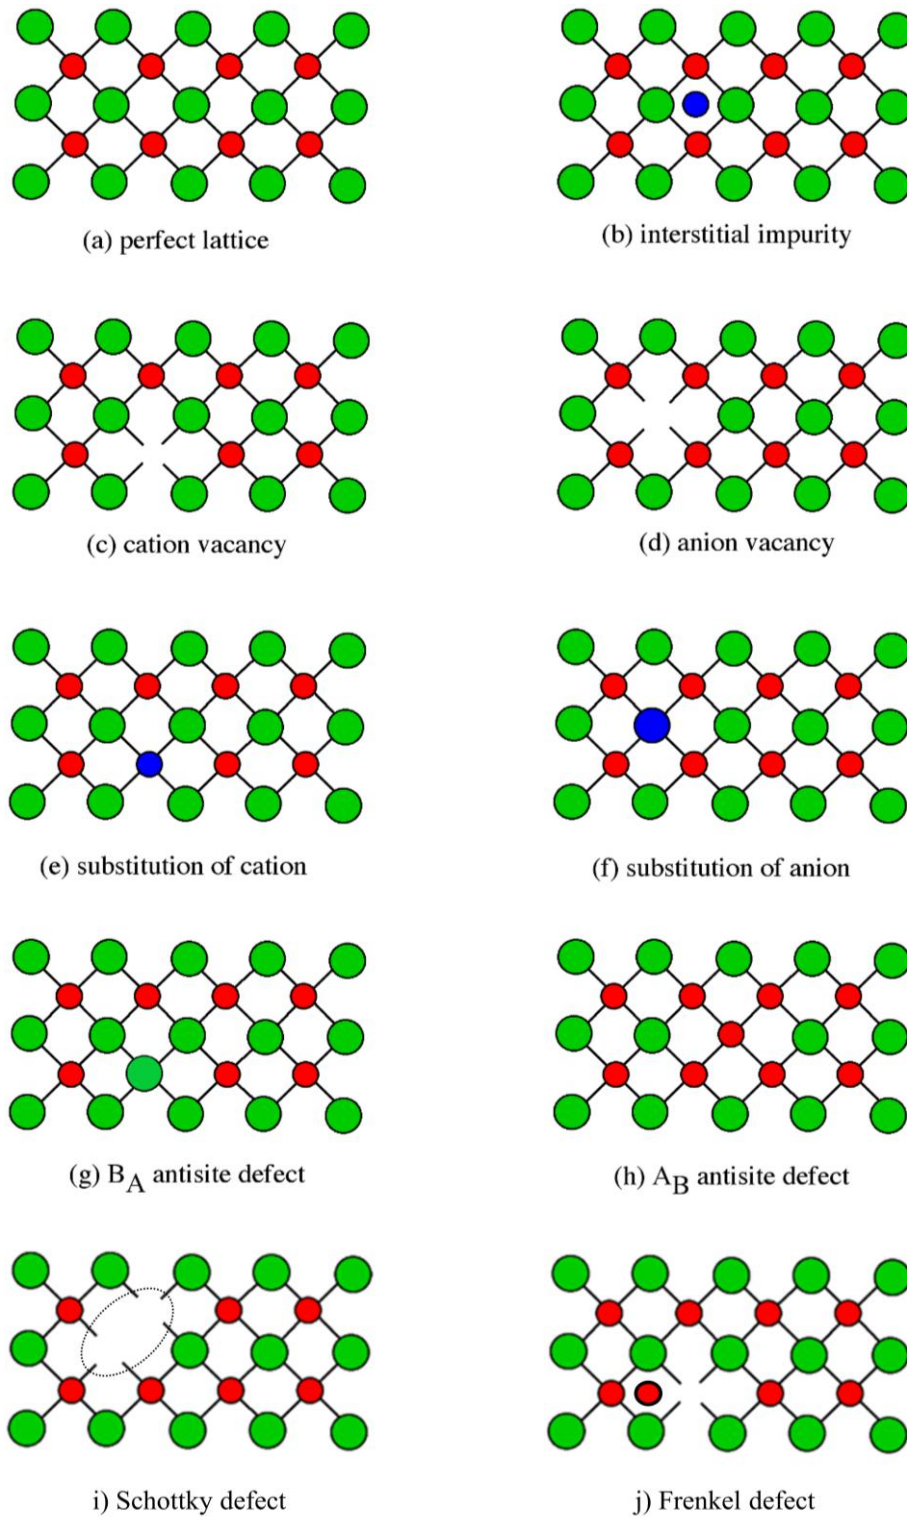 (a) perfect lattice
(b) interstitial impurity
(c) cation vacancy
(d) anion vacancy
(e) substitution of cation
(f) substitution of anion
(g) BA antisite defect
(h) AB antisite defect
i) Schottky defect
j) Frenkel defect